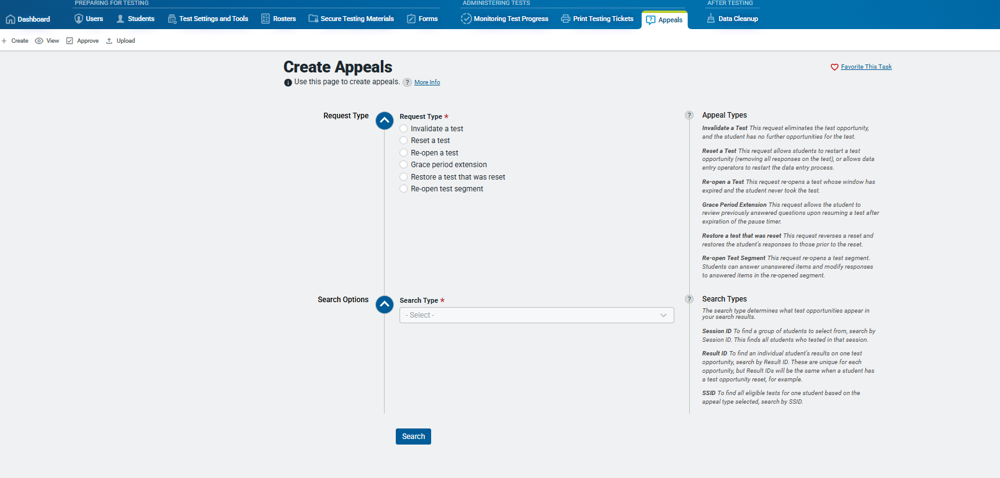 PREPARING FOR TESTING
ADMINISTERING TESTS
AFTER TESTING
Dashboard
Users
Students
Test Settings and Tools
Rosters
Secure Testing Materials
Forms
Monitoring Test Progress
Print Testing Tickets
Appeals
Data Cleanup
Create
View
Approve
Upload
Create Appeals
Favorite This Task
Use this page to create appeals. ? More Info
Request Type
Request Type *
Invalidate a test
Reset a test
Re-open a test
Grace period extension
Restore a test that was reset
Re-open test segment
? Appeal Types
Invalidate a Test This request eliminates the test opportunity,
and the student has no further opportunities for the test.
Reset a Test This request allows students to restart a test
opportunity (removing all responses on the test), or allows data
entry operators to restart the data entry process.
Re-open a Test This request re-opens a test whose window has
expired and the student never took the test.
Grace Period Extension This request allows the student to
review previously answered questions upon resuming a test after
expiration of the pause timer.
Restore a test that was reset This request reverses a reset and
restores the student's responses to those prior to the reset.
Re-open Test Segment This request re-opens a test segment.
Students can answer unanswered items and modify responses
to answered items in the re-opened segment.
Search Options
Search Type *
- Select -
? Search Types
The search type determines what test opportunities appear in
your search results.
Session ID To find a group of students to select from, search by
Session ID. This finds all students who tested in that session.
Result ID To find an individual student's results on one test
opportunity, search by Result ID. These are unique for each
opportunity, but Result IDs will be the same when a student has
a test opportunity reset, for example.
SSID To find all eligible tests for one student based on the
appeal type selected, search by SSID.
Search